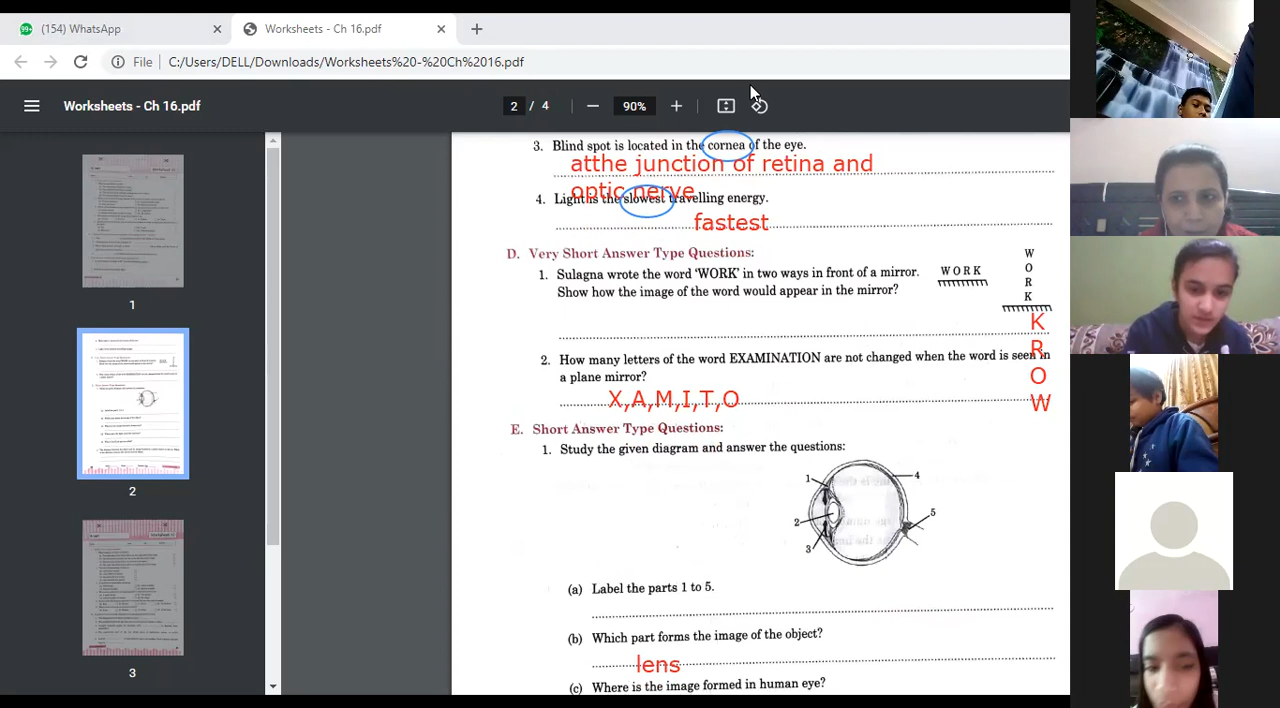 (154) WhatsApp
Worksheets - Ch 16.pdf
File C:/Users/DELL/Downloads/Worksheets%20-%20Ch%2016.pdf
Worksheets - Ch 16.pdf
2 / 4
90%
3. Blind spot is located in the cornea of the eye.
atthe junction of retina and
optic nerve
4. Light is the slowest travelling energy.
fastest
D. Very Short Answer Type Questions:
1. Sulagna wrote the word 'WORK' in two ways in front of a mirror.
Show how the image of the word would appear in the mirror?
WORK
W
O
R
K
K
R
O
W
2. How many letters of the word EXAMINATION are not changed when the word is seen in
a plane mirror?
X,A,M,I,T,O
E. Short Answer Type Questions:
1. Study the given diagram and answer the questions:
1
4
2
5
3
(a) Label the parts 1 to 5.
(b) Which part forms the image of the object?
lens
(c) Where is the image formed in human eye?
1
2
3